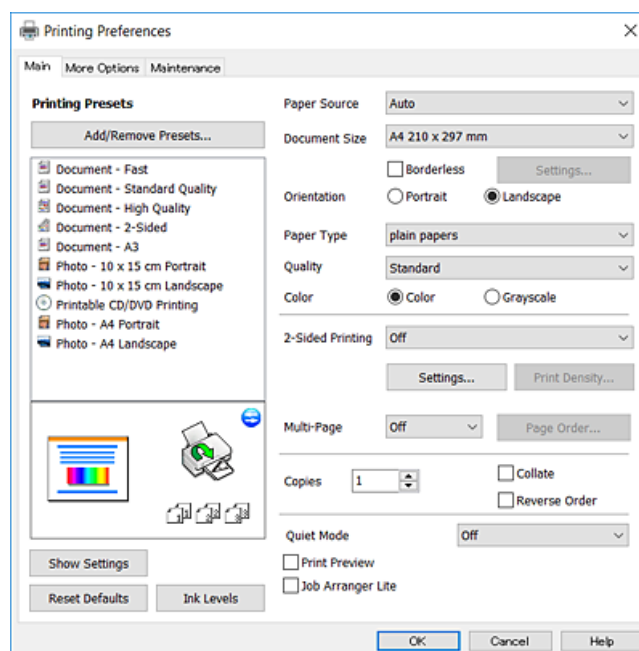 Printing Preferences
Main More Options Maintenance
Printing Presets
Add/Remove Presets...
Document - Fast
Document - Standard Quality
Document - High Quality
Document - 2-Sided
Document - A3
Photo - 10 x 15 cm Portrait
Photo - 10 x 15 cm Landscape
Printable CD/DVD Printing
Photo - A4 Portrait
Photo - A4 Landscape
Show Settings
Reset Defaults Ink Levels
Paper Source Auto
Document Size A4 210 x 297 mm
Borderless Settings...
Orientation Portrait Landscape
Paper Type plain papers
Quality Standard
Color Color Grayscale
2-Sided Printing Off
Settings... Print Density...
Multi-Page Off Page Order...
Copies 1 Collate
Reverse Order
Quiet Mode Off
Print Preview
Job Arranger Lite
OK Cancel Help